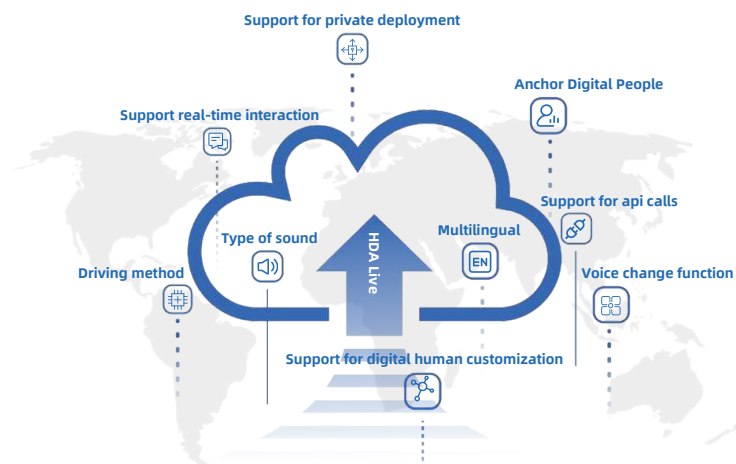 Support for private deployment
Anchor Digital People
Support real-time interaction
Support for api calls
Multilingual
Type of sound
HDA Live
EN
Driving method
Voice change function
Support for digital human customization